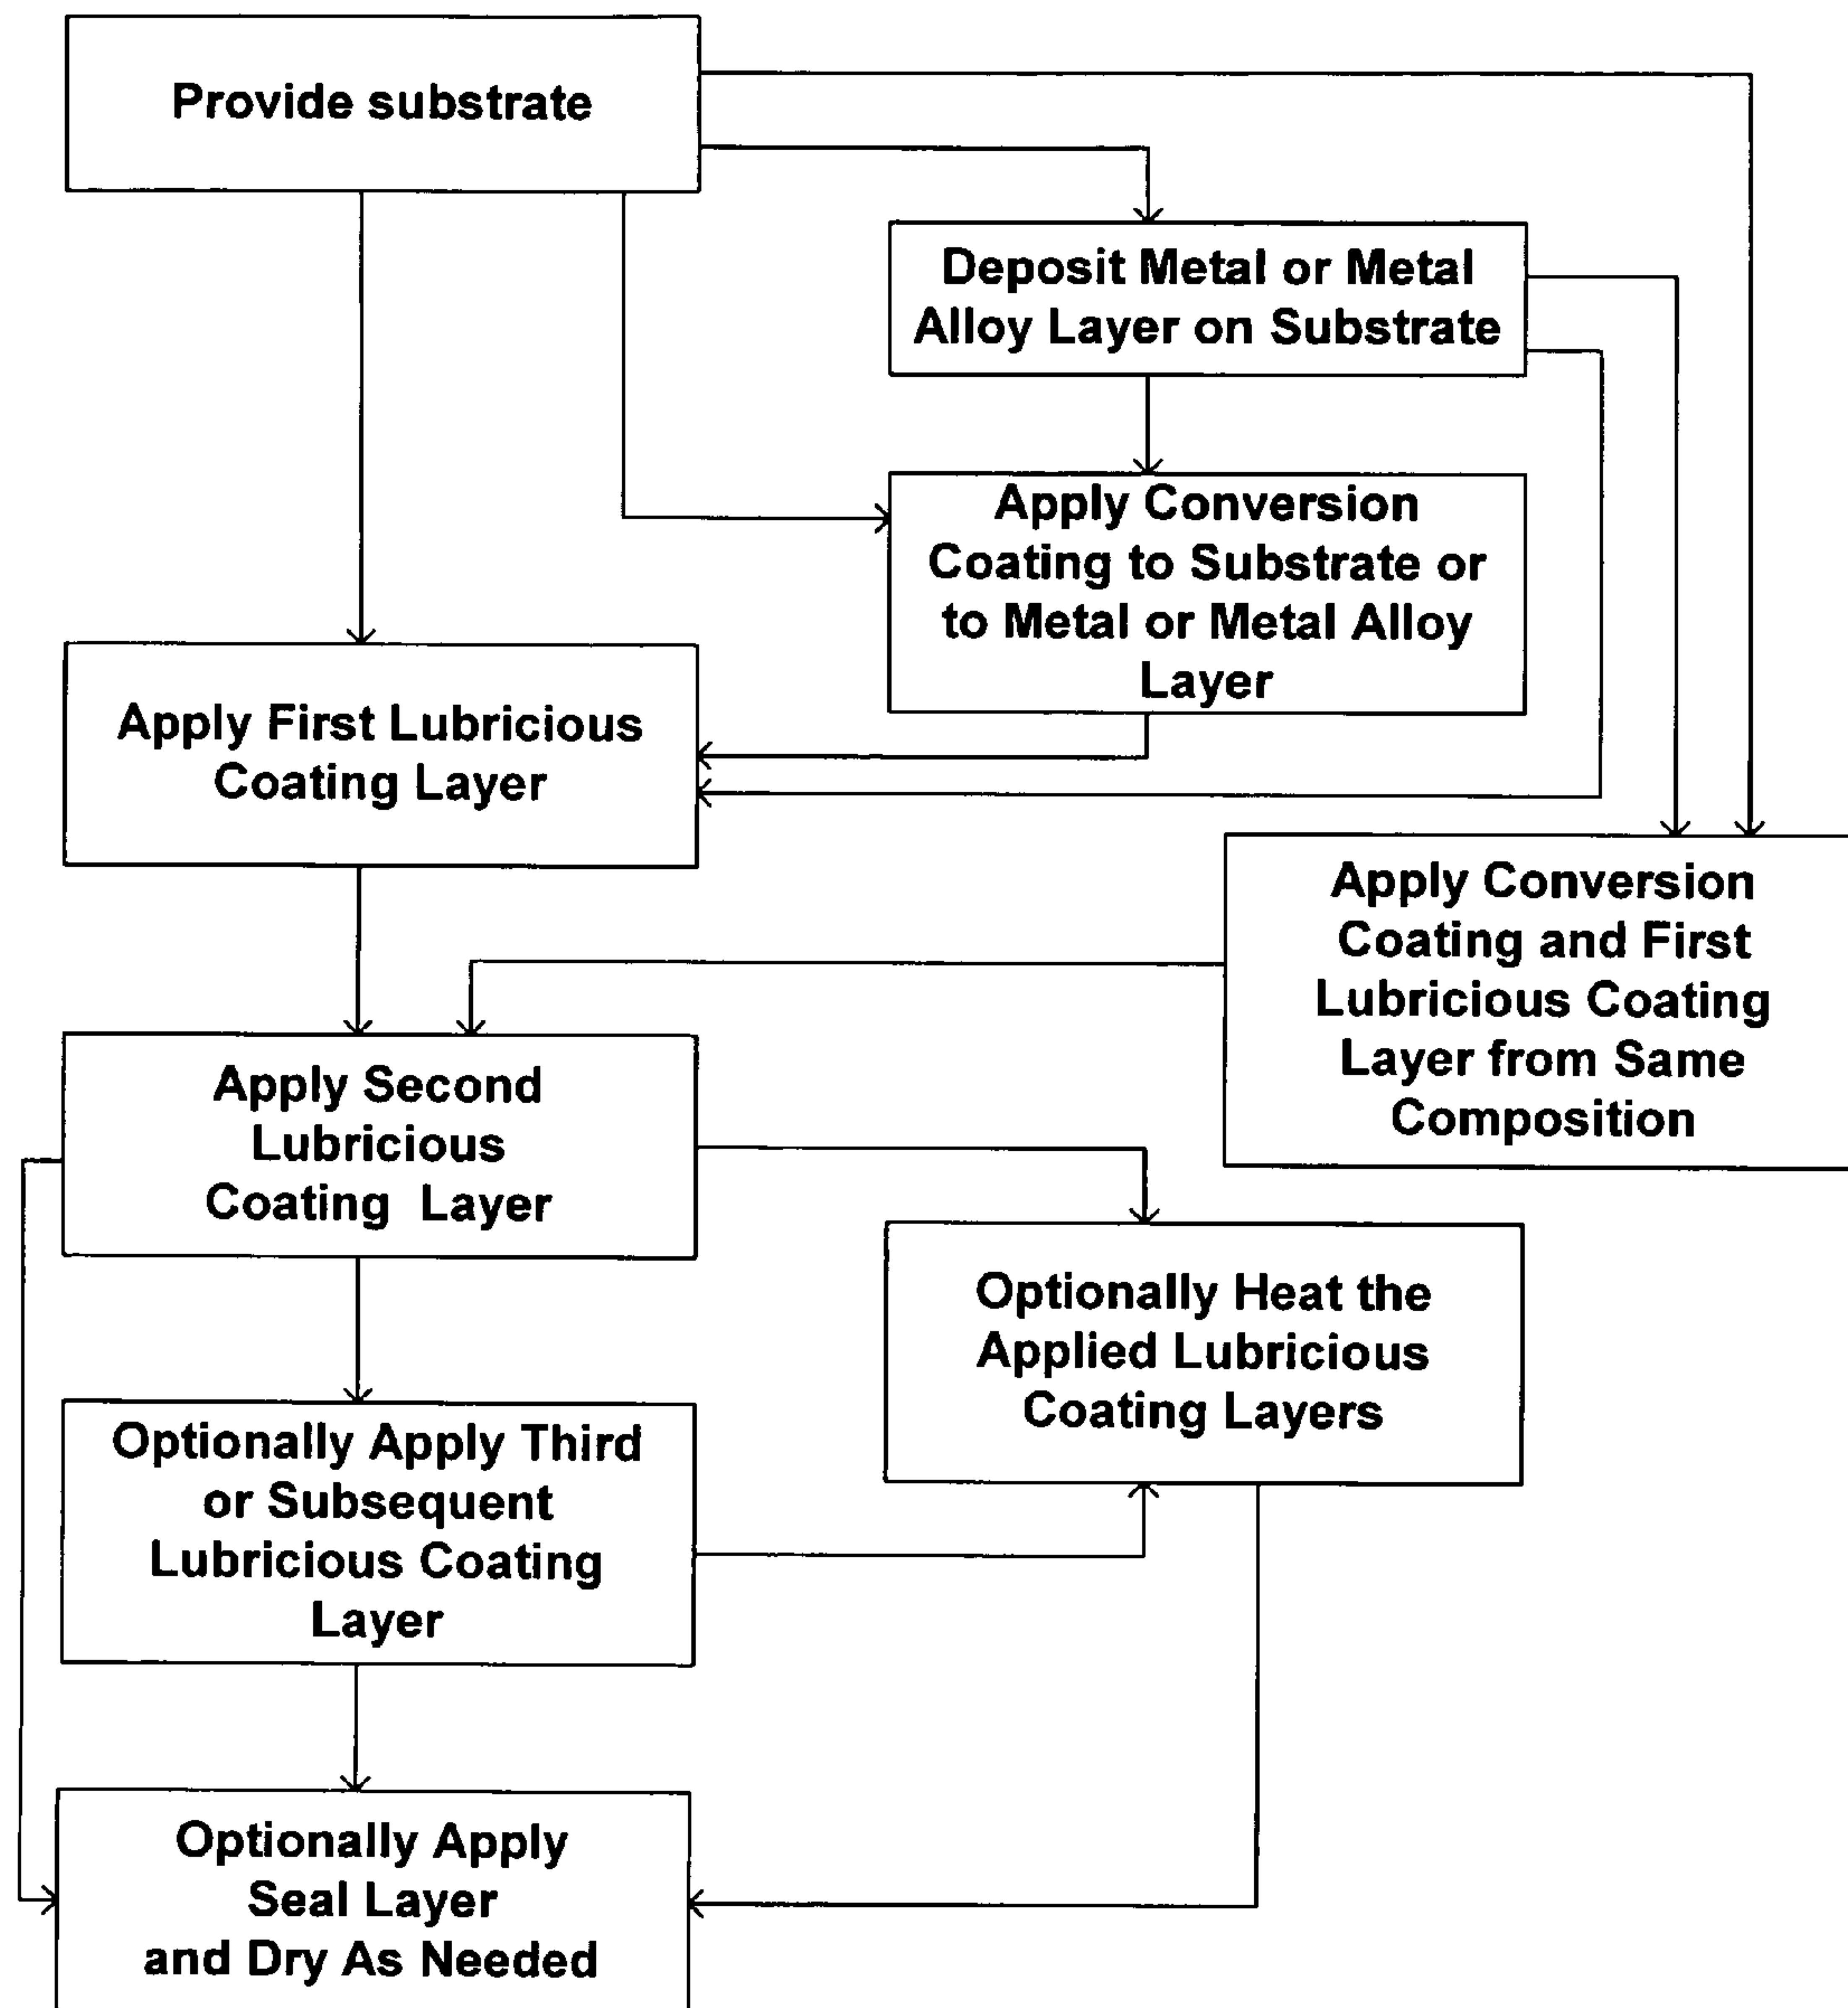 Provide substrate
Deposit Metal or Metal
Alloy Layer on Substrate
Apply Conversion
Coating to Substrate or
to Metal or Metal Alloy
Layer
Apply First Lubricious
Coating Layer
Apply Conversion
Coating and First
Lubricious Coating
Layer from Same
Composition
Apply Second
Lubricious
Coating Layer
Optionally Heat the
Applied Lubricious
Coating Layers
Optionally Apply Third
or Subsequent
Lubricious Coating
Layer
Optionally Apply
Seal Layer
and Dry As Needed